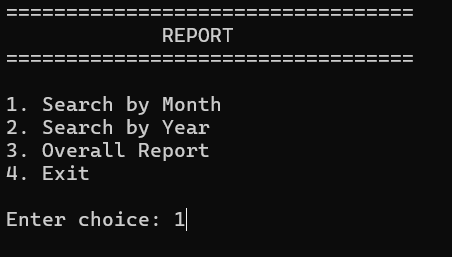 ==================================
REPORT
==================================
1. Search by Month
2. Search by Year
3. Overall Report
4. Exit
Enter choice: 1